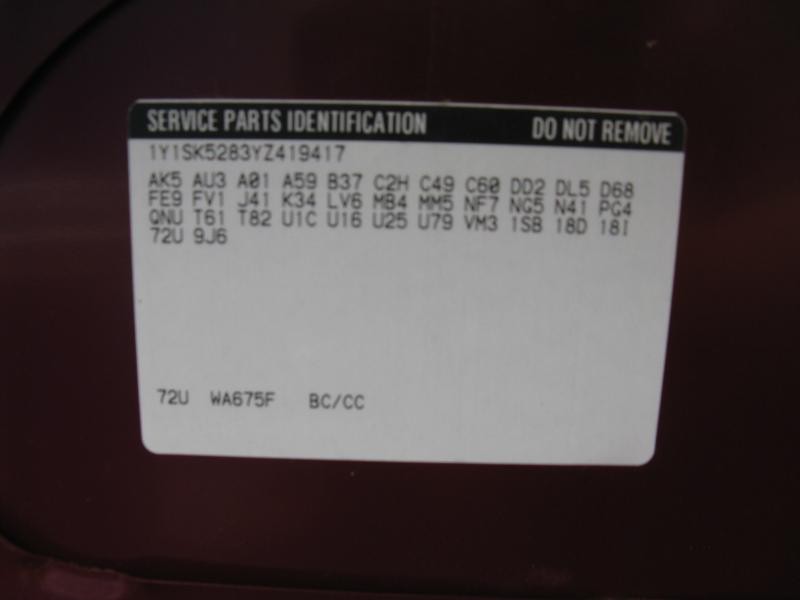 SERVICE PARTS IDENTIFICATION DO NOT REMOVE
1Y1SK5283YZ419417
AK5 AU3 A01 A59 B37 C2H C49 C60 DD2 DL5 D68
FE9 FV1 J41 K34 LV6 MB4 MM5 NF7 NG5 N41 PG4
QNU T61 T82 U1C U16 U25 U79 VM3 1SB 18D 18I
72U 9J6
72U WA675F BC/CC